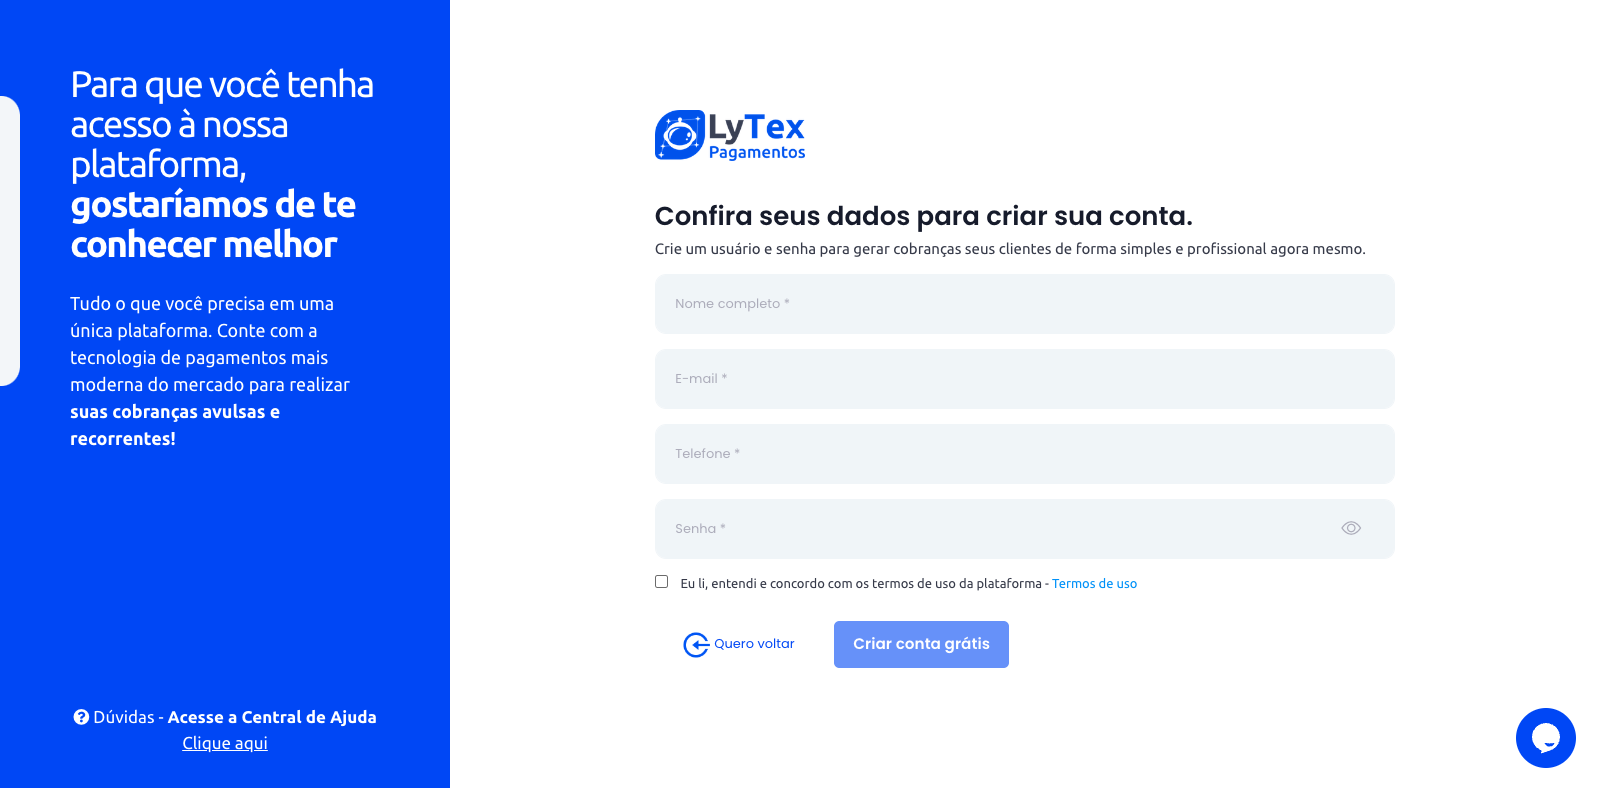 Para que você tenha
acesso à nossa
plataforma,
gostaríamos de te
conhecer melhor
Tudo o que você precisa em uma
única plataforma. Conte com a
tecnologia de pagamentos mais
moderna do mercado para realizar
suas cobranças avulsas e
recorrentes!
Dúvidas - Acesse a Central de Ajuda
Clique aqui
LyTex
Pagamentos
Confira seus dados para criar sua conta.
Crie um usuário e senha para gerar cobranças seus clientes de forma simples e profissional agora mesmo.
Nome completo *
E-mail *
Telefone *
Senha *
Eu li, entendi e concordo com os termos de uso da plataforma - Termos de uso
Quero voltar
Criar conta grátis